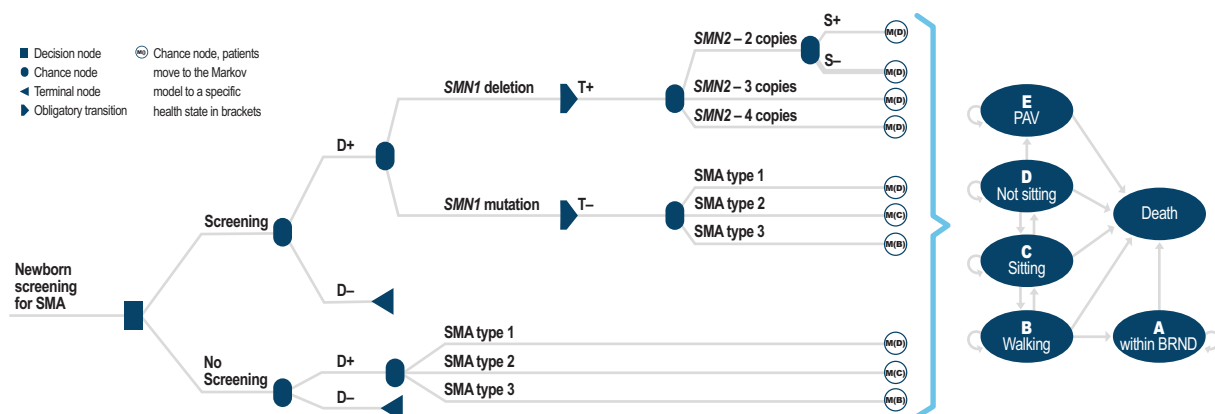 Decision node
Chance node
Terminal node
Obligatory transition
M() Chance node, patients
move to the Markov
model to a specific
health state in brackets
Newborn
screening
for SMA
Screening
No
Screening
D+
D–
D+
D–
SMN1 deletion
T+
SMN1 mutation
T–
SMN2 – 2 copies
S+
M(D)
S–
M(D)
SMN2 – 3 copies
M(D)
SMN2 – 4 copies
M(D)
SMA type 1
M(D)
SMA type 2
M(C)
SMA type 3
M(B)
SMA type 1
M(D)
SMA type 2
M(C)
SMA type 3
M(B)
E
PAV
D
Not sitting
C
Sitting
B
Walking
A
within BRND
Death